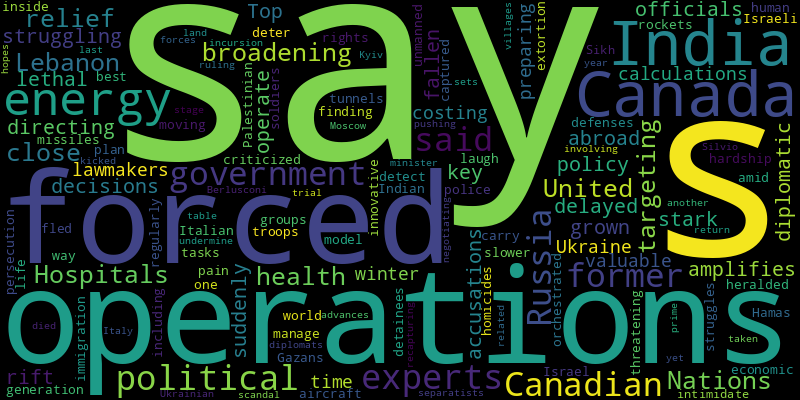 say
s
forced
operations
India
Canada
energy
government
political
experts
Canadian
Russia
said
former
health
Hospitals
United
Nations
broadening
officials
relief
struggling
Lebanon
lethal
directing
close
missiles
plan
lawmakers
decisions
Top
deter
rights
operate
Palestinian
soldiers
tunnels
finding
Moscow
criticized
moving
stage
best
last
land
forces
incursion
Kyiv
ruling
year
inside
hopes
unmanned
fallen
captured
preparing
villages
extortion
costing
sets
pushing
key
laugh
detect
Indian
minister
police
innovative
calculations
defenses
abroad
involving
policy
delayed
stark
targeting
diplomatic
human
Israeli
rockets
Sikh
Silvio
hardship
amid
another
return
grown
Ukraine
valuable
amplifies
heralded
Hamas
struggles
prime
yet
taken
economic
threatening
intimidate
Israel
separatists
orchestrated
related
homicides
slower
carry
accusations
negotiating
recapturing
detainees
advances
world
manage
diplomats
Gazans
aircraft
scandal
time
winter
pain
one
model
troops
groups
Italian
table
undermine
tasks
way
suddenly
regularly
including
fled
persecution
life
rift
generation
immigration
died
Italy
Ukrainian
Berlusconi
kicked
trial